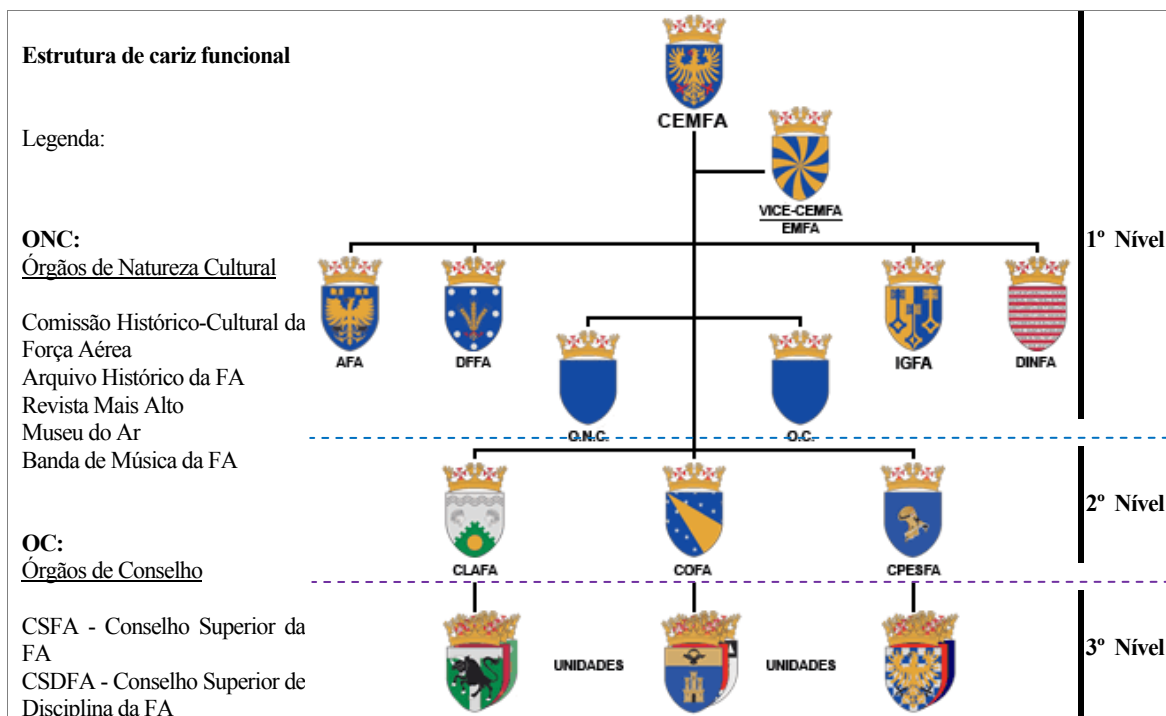 Estrutura de cariz funcional
Legenda:
ONC:
Órgãos de Natureza Cultural
Comissão Histórico-Cultural da
Força Aérea
Arquivo Histórico da FA
Revista Mais Alto
Museu do Ar
Banda de Música da FA
OC:
Órgãos de Conselho
CSFA - Conselho Superior da
FA
CSDFA - Conselho Superior de
Disciplina da FA
CEMFA
VICE-CEMFA
EMFA
AFA
DFFA
IGFA
DINFA
O.N.C.
O.C.
1º Nível
CLAFA
COFA
CPESFA
2º Nível
UNIDADES
UNIDADES
3º Nível